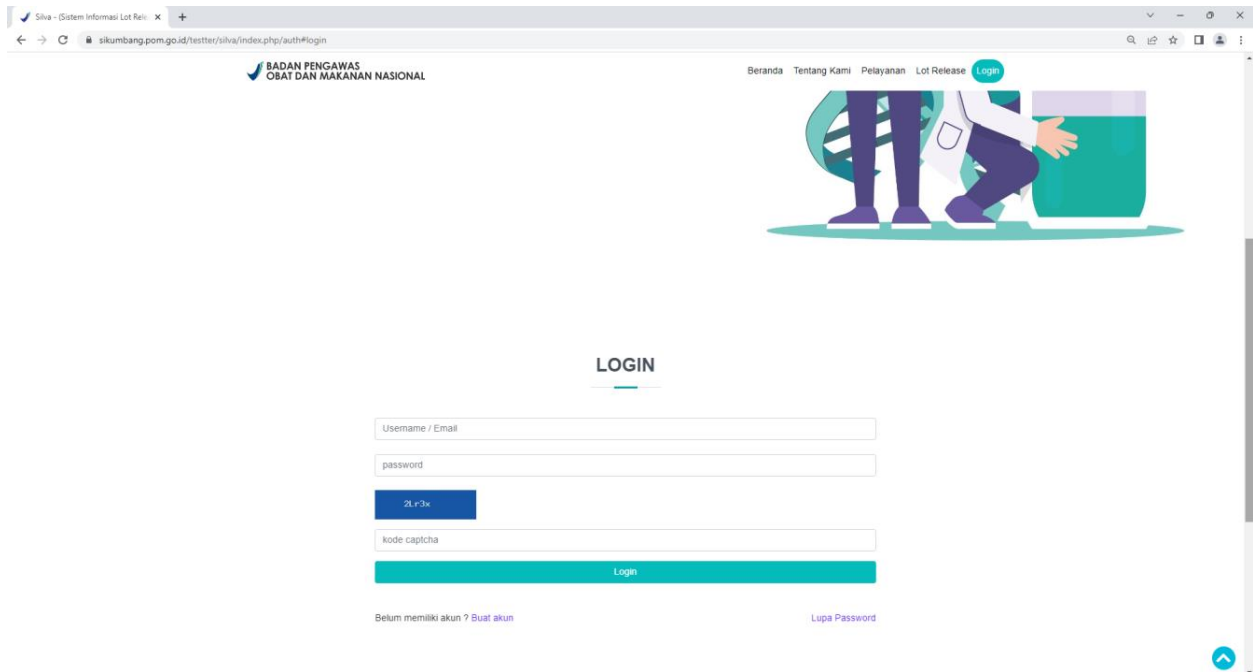 Silva - (Sistem Informasi Lot Rele
sikumbang.pom.go.id/testter/silva/index.php/auth#login
BADAN PENGAWAS
OBAT DAN MAKANAN NASIONAL
Beranda Tentang Kami Pelayanan Lot Release Login
LOGIN
Username / Email
password
2Lr3x
kode captcha
Login
Belum memiliki akun ? Buat akun Lupa Password